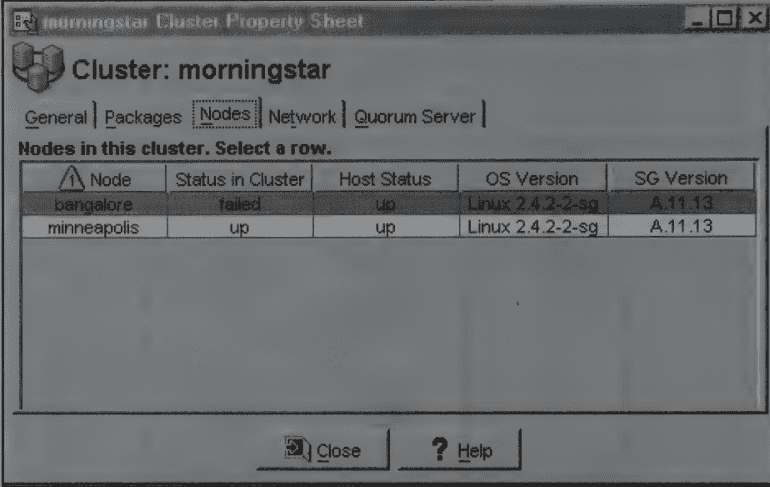 morningstar Cluster Property Sheet
Cluster: morningstar
General Packages Nodes Network Quorum Server
Nodes in this cluster. Select a row.
Node Status in Cluster Host Status OS Version SG Version
bangalore failed up Linux 2.4.2-2-sg A.11.13
minneapolis up up Linux 2.4.2-2-sg A.11.13
Close ? Help